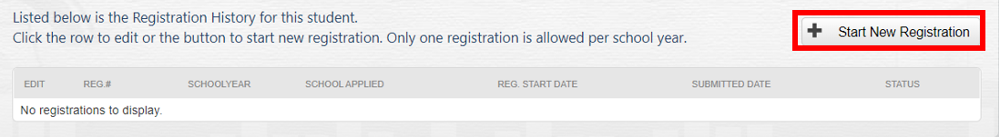 Listed below is the Registration History for this student.
Click the row to edit or the button to start new registration. Only one registration is allowed per school year.
Start New Registration
EDIT REG.# SCHOOLYEAR SCHOOL APPLIED REG. START DATE SUBMITTED DATE STATUS
No registrations to display.